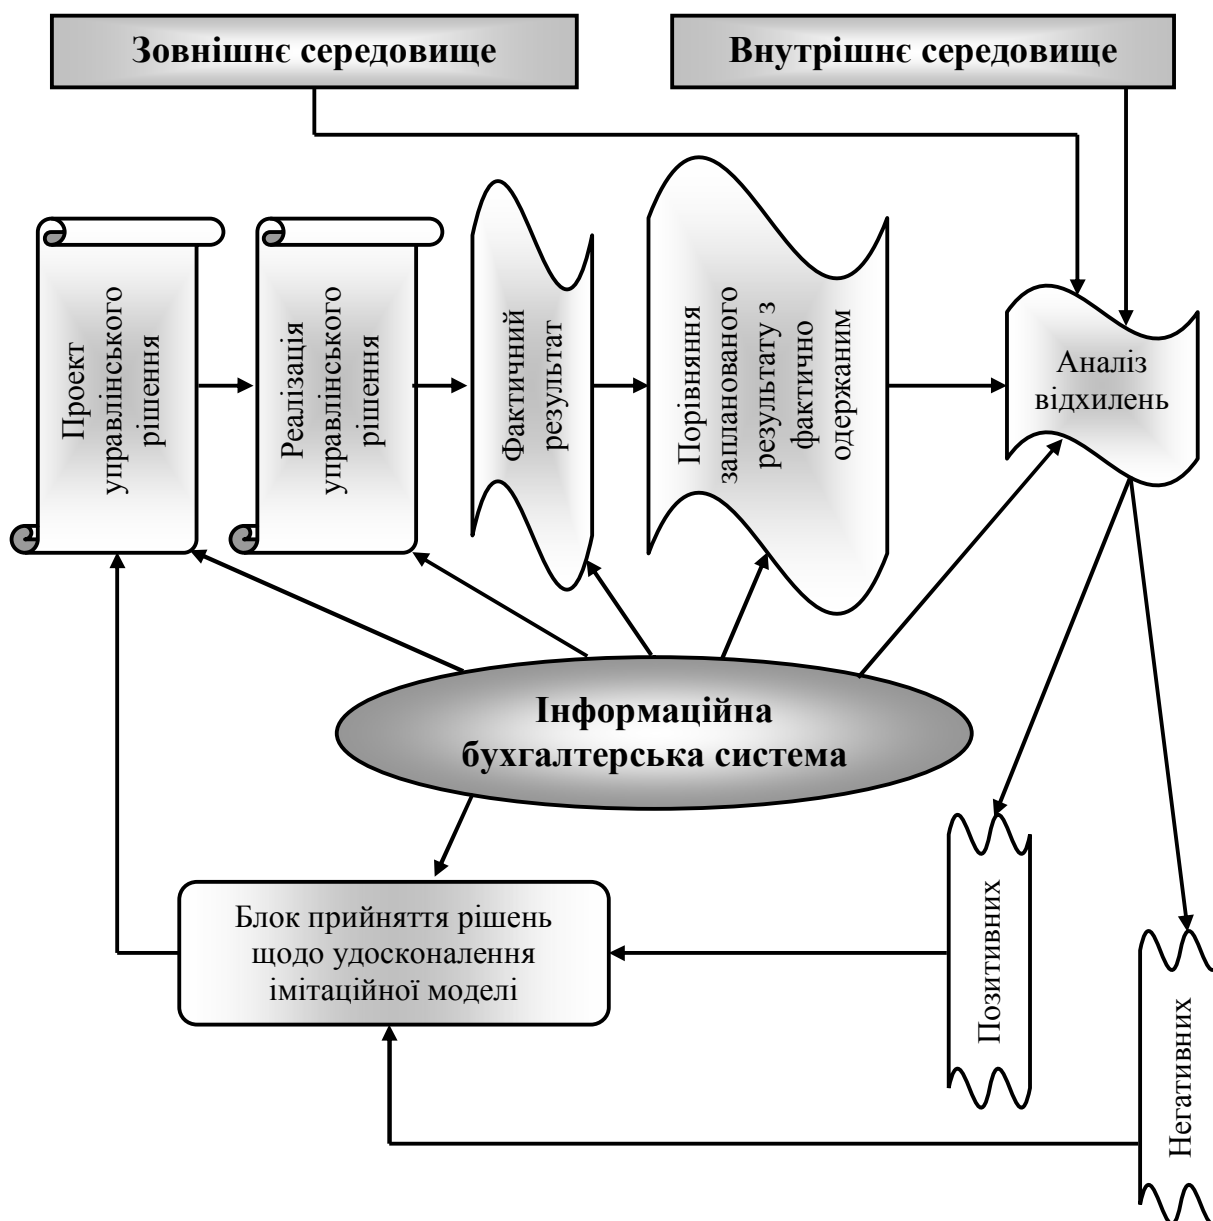 Зовнішнє середовище
Внутрішнє середовище
Проект
управлінського
рішення
Реалізація
управлінського
рішення
Фактичний
результат
Порівняння
запланованого
результату з
фактично
одержаним
Аналіз
відхилень
Інформаційна
бухгалтерська система
Блок прийняття рішень
щодо удосконалення
імітаційної моделі
Позитивних
Негативних